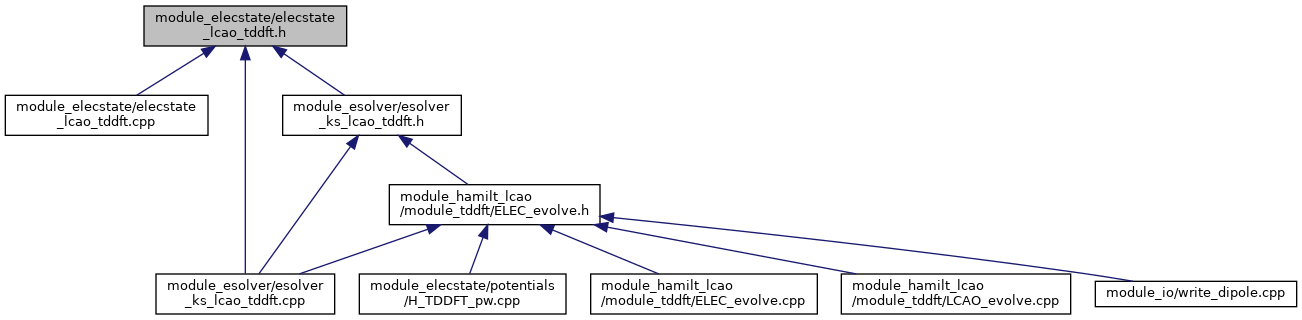 module_elecstate/elecstate
_lcao_tddft.h
module_elecstate/elecstate
_lcao_tddft.cpp
module_esolver/esolver
_ks_lcao_tddft.h
module_hamilt_lcao
/module_tddft/ELEC_evolve.h
module_esolver/esolver
_ks_lcao_tddft.cpp
module_elecstate/potentials
/H_TDDFT_pw.cpp
module_hamilt_lcao
/module_tddft/ELEC_evolve.cpp
module_hamilt_lcao
/module_tddft/LCAO_evolve.cpp
module_io/write_dipole.cpp